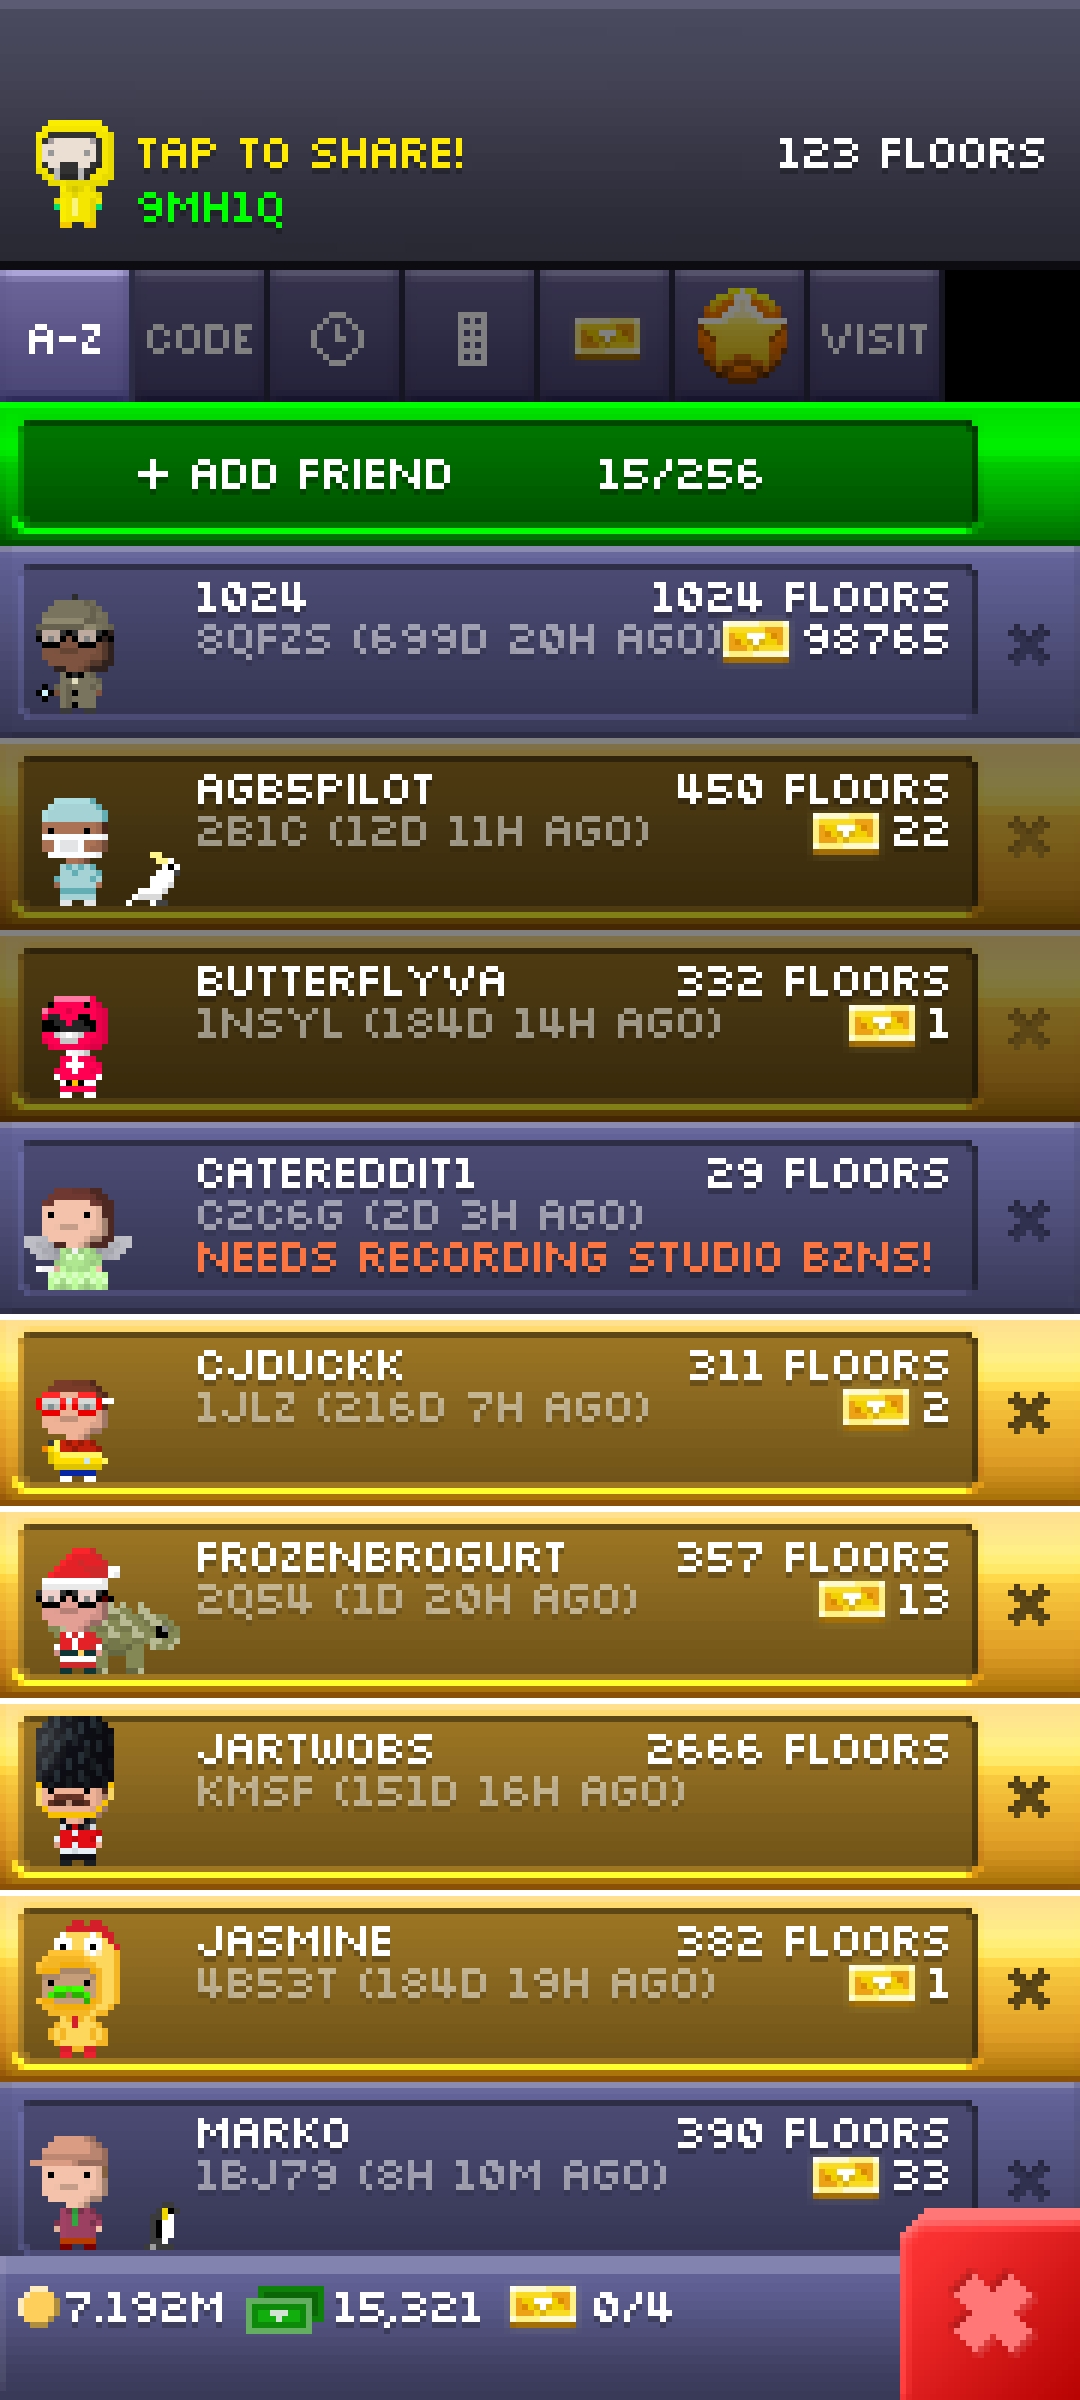 TAP TO SHARE!
123 FLOORS
9MH1Q
A-Z CODE VISIT
+ ADD FRIEND 15/256
1024 1024 FLOORS
8QFZS (699D 20H AGO) 98765
AGB5PILOT 450 FLOORS
2B1C (12D 11H AGO) 22
BUTTERFLYVA 332 FLOORS
1NSYL (184D 14H AGO) 1
CATEREDDIT1 29 FLOORS
C2C6G (2D 3H AGO)
NEEDS RECORDING STUDIO BZNS!
CJDUCKK 311 FLOORS
1JLZ (216D 7H AGO) 2
FROZENBROGURT 357 FLOORS
2Q54 (1D 20H AGO) 13
JARTWOBS 2666 FLOORS
KMSF (151D 16H AGO)
JASMINE 382 FLOORS
4B53T (184D 19H AGO) 1
MARKO 390 FLOORS
1BJ79 (8H 10M AGO) 33
7.192M 15,321 0/4